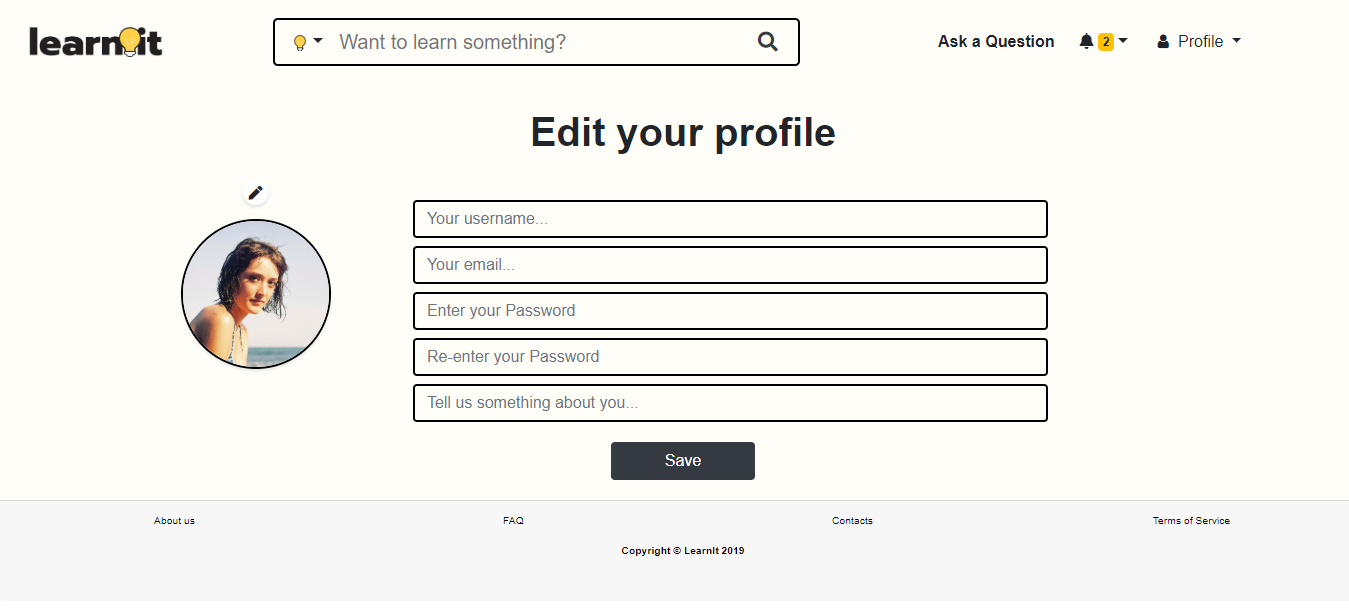 learnit
Want to learn something?
Ask a Question
2
Profile
Edit your profile
Your username...
Your email...
Enter your Password
Re-enter your Password
Tell us something about you...
Save
About us
FAQ
Contacts
Terms of Service
Copyright © LearnIt 2019